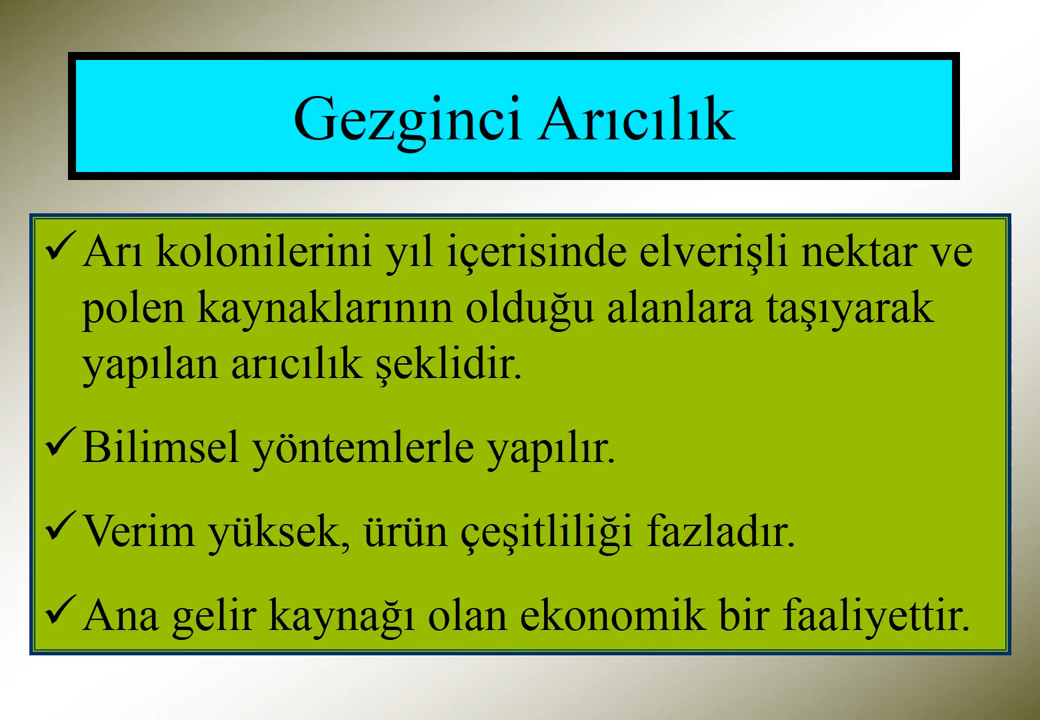 Gezginci Arıcılık
✓ Arı kolonilerini yıl içerisinde elverişli nektar ve
polen kaynaklarının olduğu alanlara taşıyarak
yapılan arıcılık şeklidir.
✓ Bilimsel yöntemlerle yapılır.
✓ Verim yüksek, ürün çeşitliliği fazladır.
✓ Ana gelir kaynağı olan ekonomik bir faaliyettir.